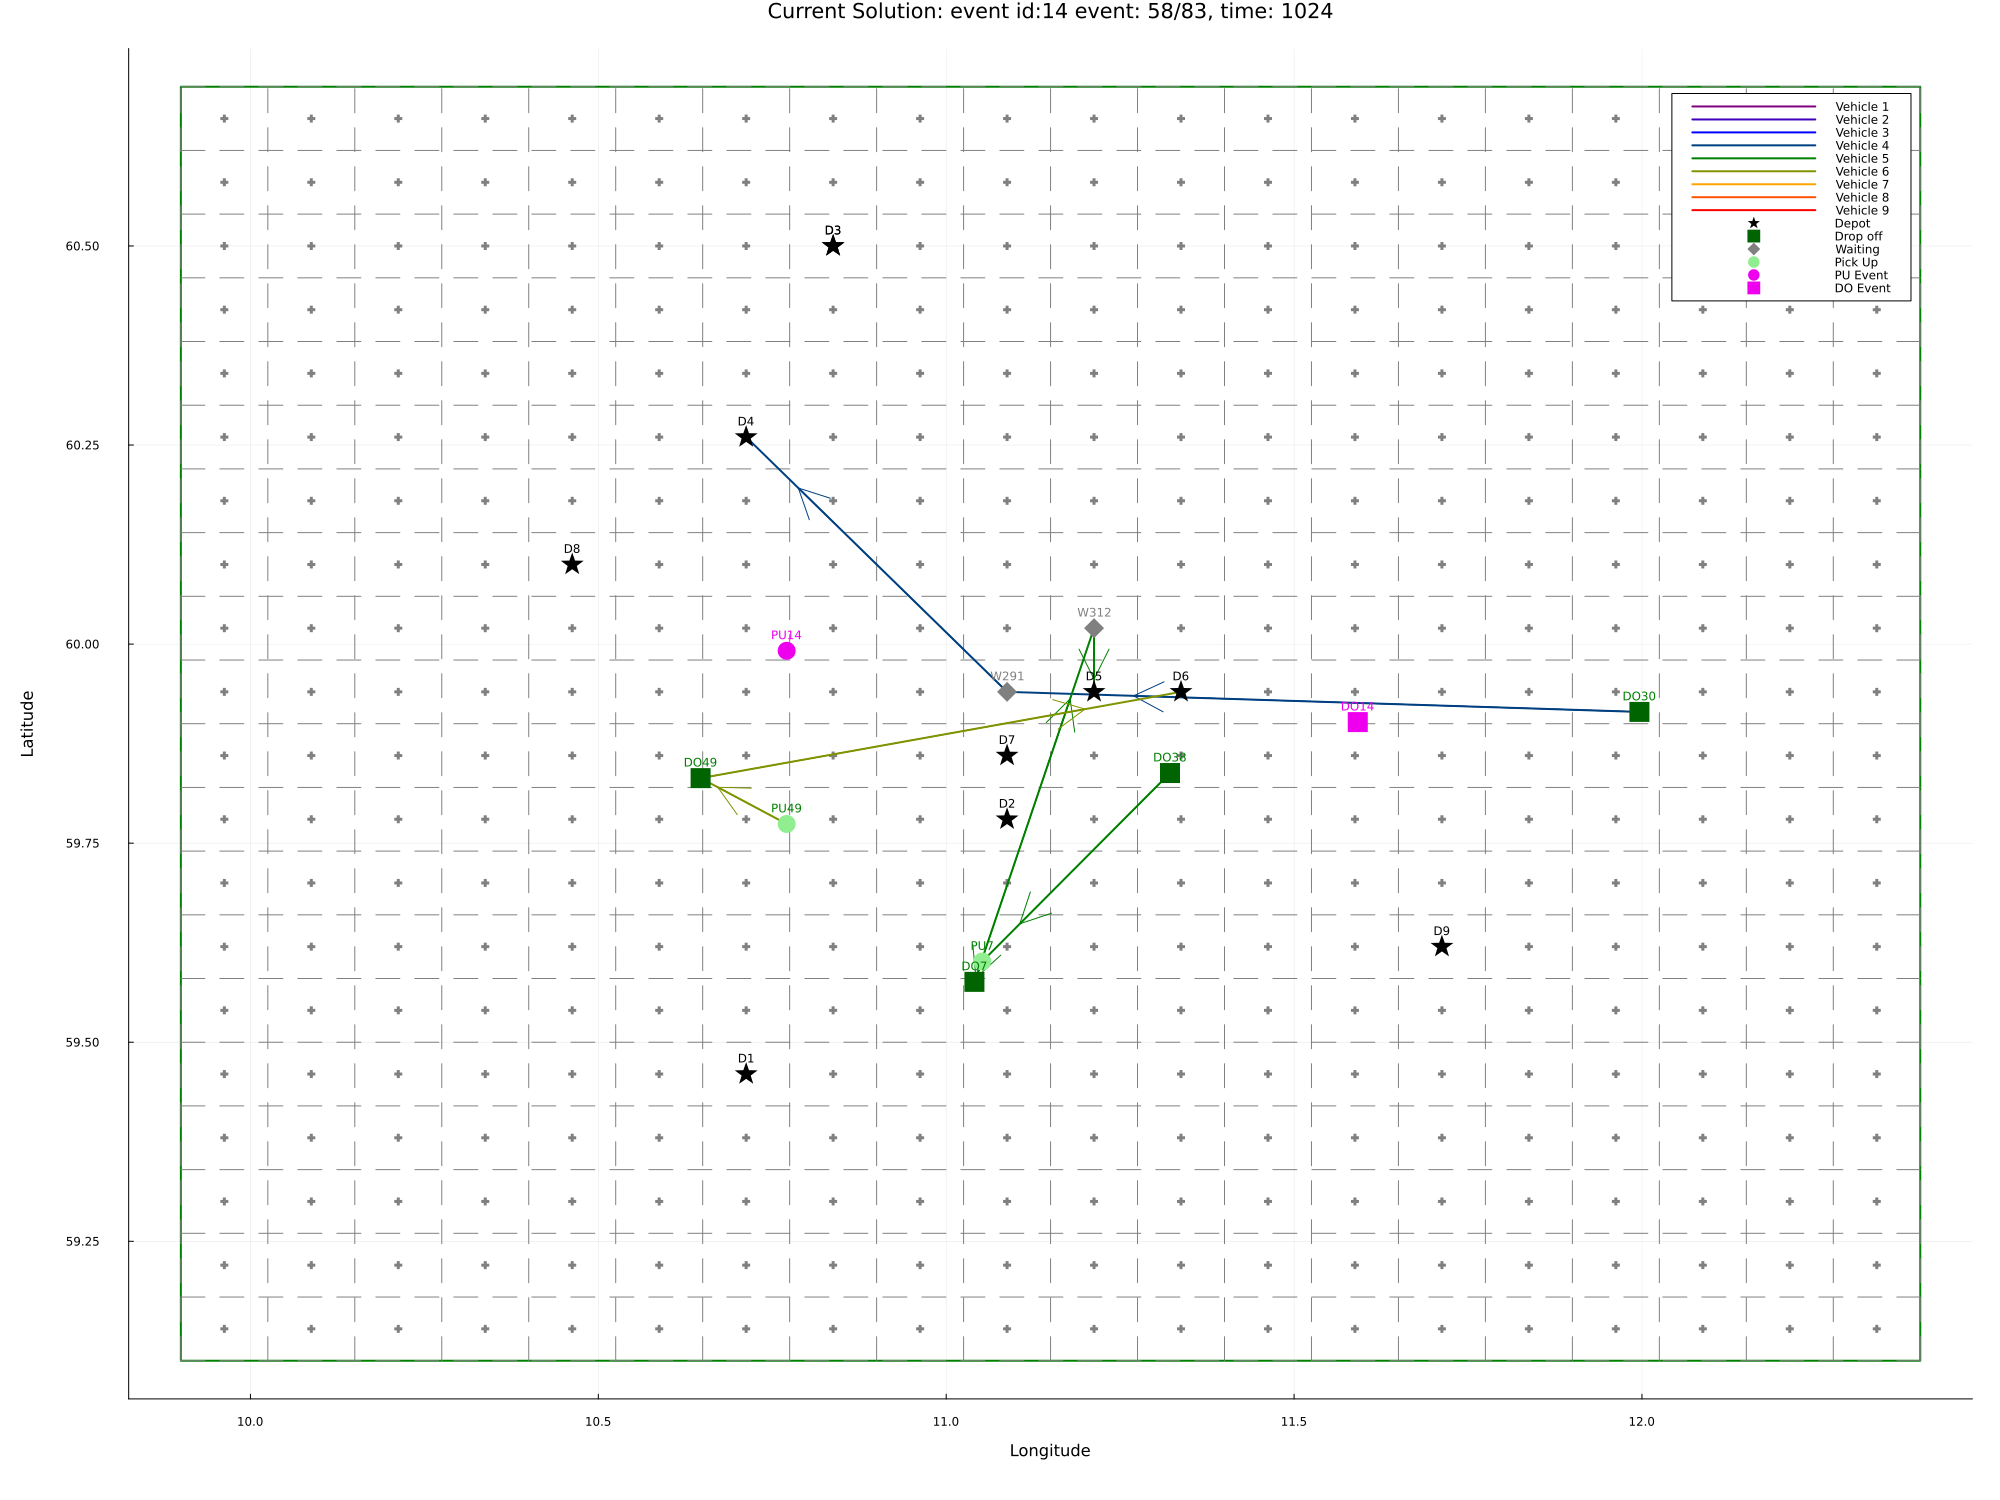 Current Solution: event id:14 event: 58/83, time: 1024
Vehicle 1
Vehicle 2
Vehicle 3
Vehicle 4
Vehicle 5
Vehicle 6
Vehicle 7
Vehicle 8
Vehicle 9
Depot
Drop off
Waiting
Pick Up
PU Event
DO Event
D3
D4
D8
W312
PU14
W291
D5
D6
DO30
DO14
D7
DO38
DO49
PU49
D2
D9
PU7
DO7
D1
60.50
60.25
60.00
59.75
59.50
59.25
Latitude
10.0
10.5
11.0
11.5
12.0
Longitude